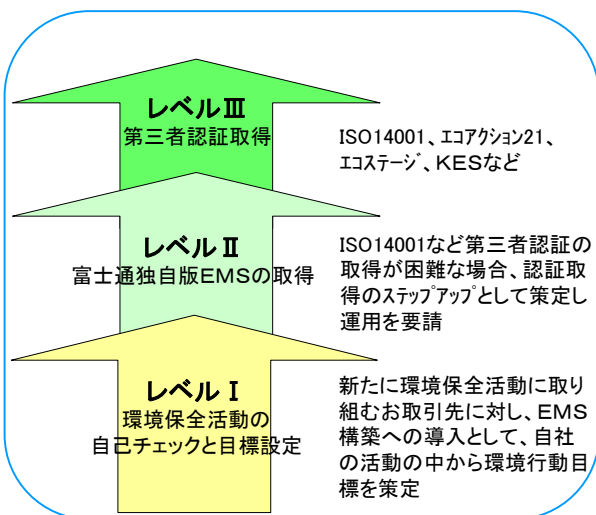 レベルⅢ
第三者認証取得
ISO14001、エコアクション21、
エコステージ、KESなど
レベルⅡ
富士通独自版EMSの取得
ISO14001など第三者認証の
取得が困難な場合、認証取
得のステップアップとして策定し
運用を要請
レベルⅠ
環境保全活動の
自己チェックと目標設定
新たに環境保全活動に取り
組むお取引先に対し、EMS
構築への導入として、自社
の活動の中から環境行動目
標を策定